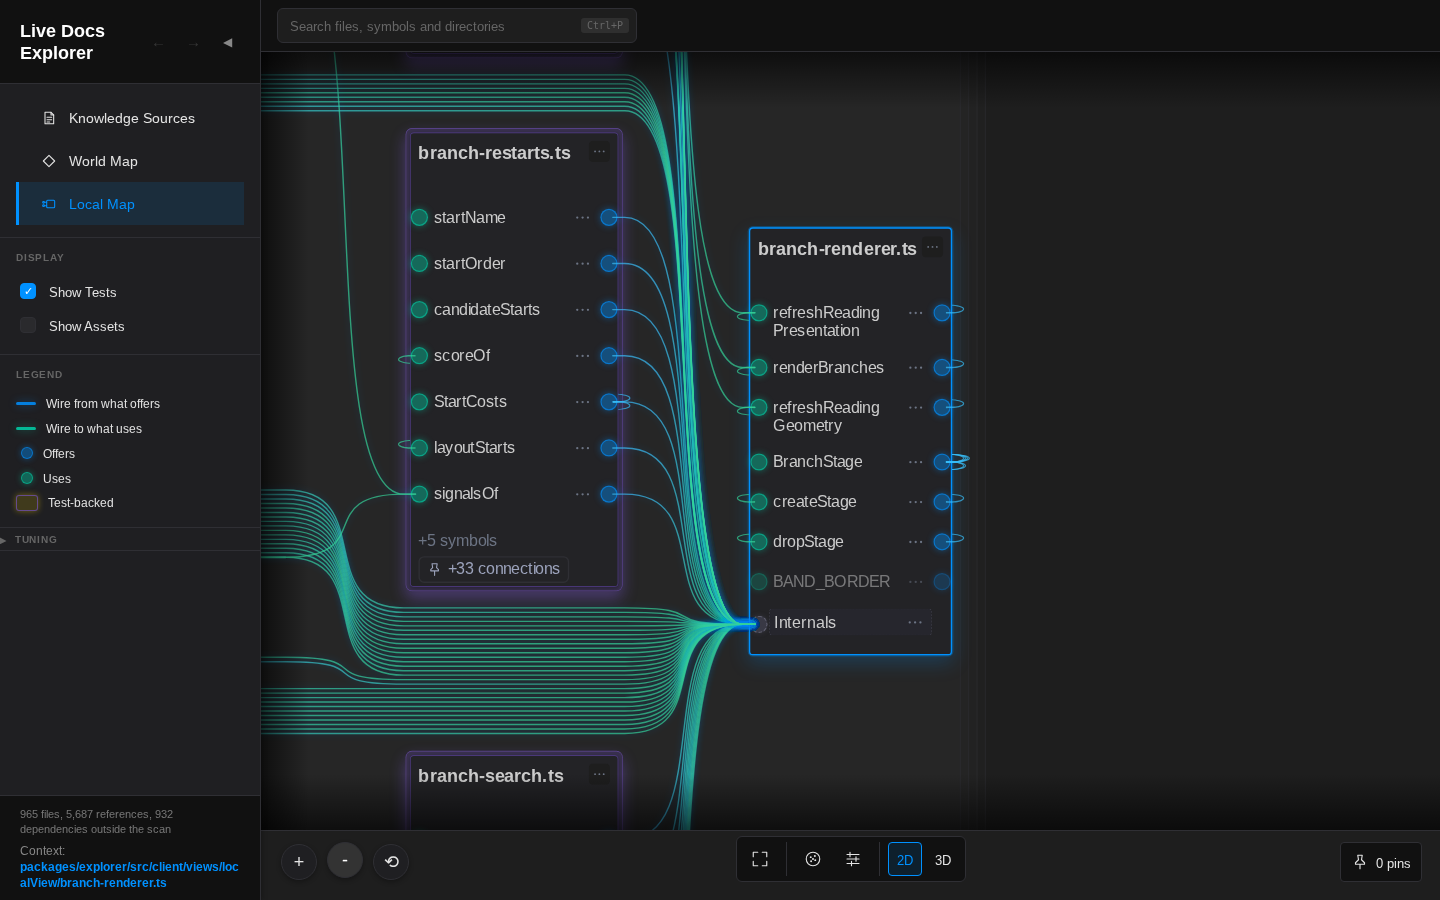 Live Docs
Explorer
Search files, symbols and directories
Ctrl+P
Knowledge Sources
World Map
Local Map
DISPLAY
Show Tests
Show Assets
LEGEND
Wire from what offers
Wire to what uses
Offers
Uses
Test-backed
TUNING
965 files, 5,687 references, 932
dependencies outside the scan
Context:
packages/explorer/src/client/views/loc
alView/branch-renderer.ts
branch-restarts.ts
startName
startOrder
candidateStarts
scoreOf
StartCosts
layoutStarts
signalsOf
+5 symbols
+33 connections
branch-search.ts
branch-renderer.ts
refreshReading
Presentation
renderBranches
refreshReading
Geometry
BranchStage
createStage
dropStage
BAND_BORDER
Internals
+
-
2D
3D
0 pins